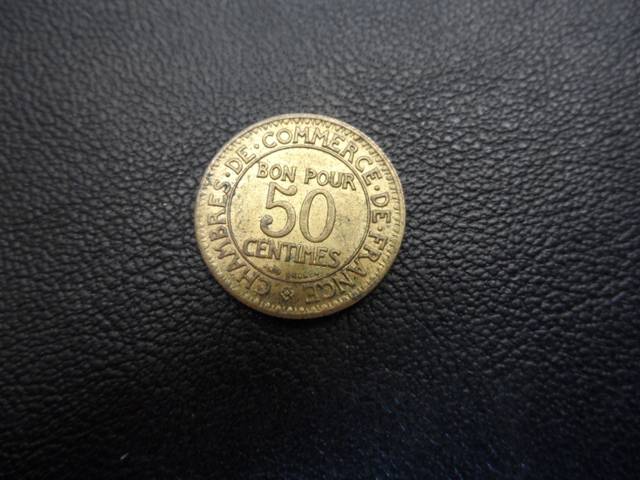 CHAMBRES·DE·COMMERCE·DE·FRANCE
BON POUR
50
CENTIMES